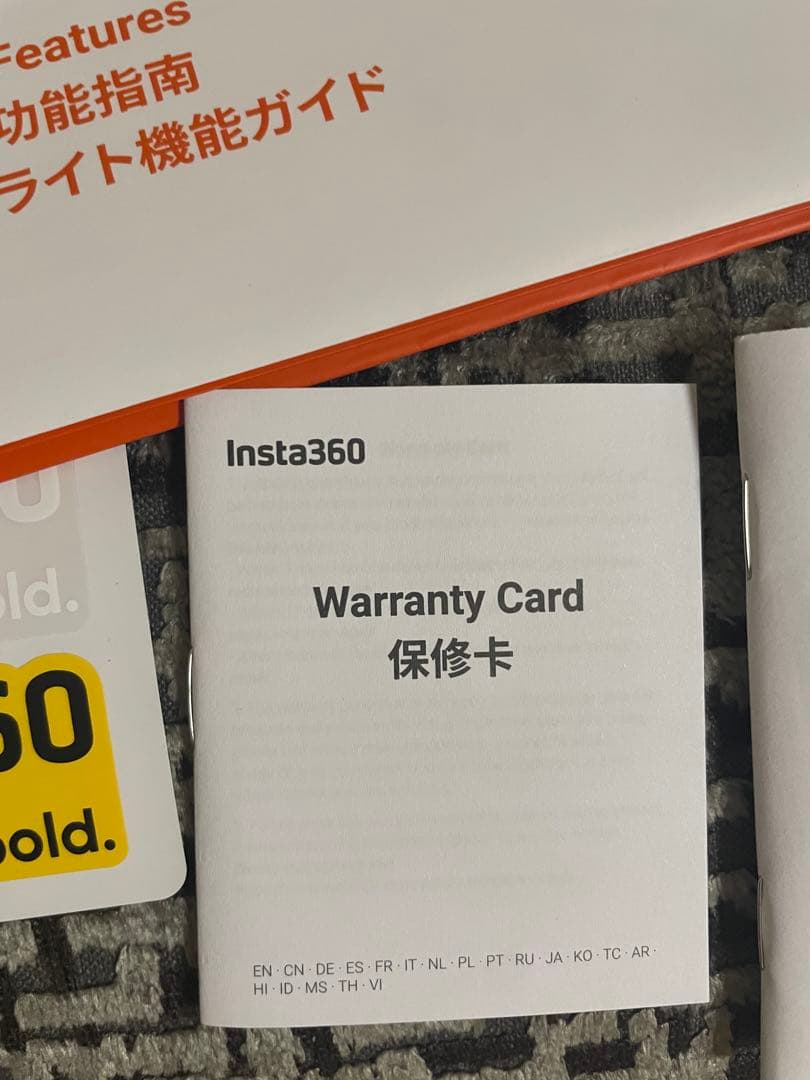 Features
功能指南
ライト機能ガイド
Insta360
Warranty Card
保修卡
EN · CN · DE · ES · FR · IT · NL · PL · PT · RU · JA · KO · TC · AR ·
HI · ID · MS · TH · VI
0
old.
60
bold.